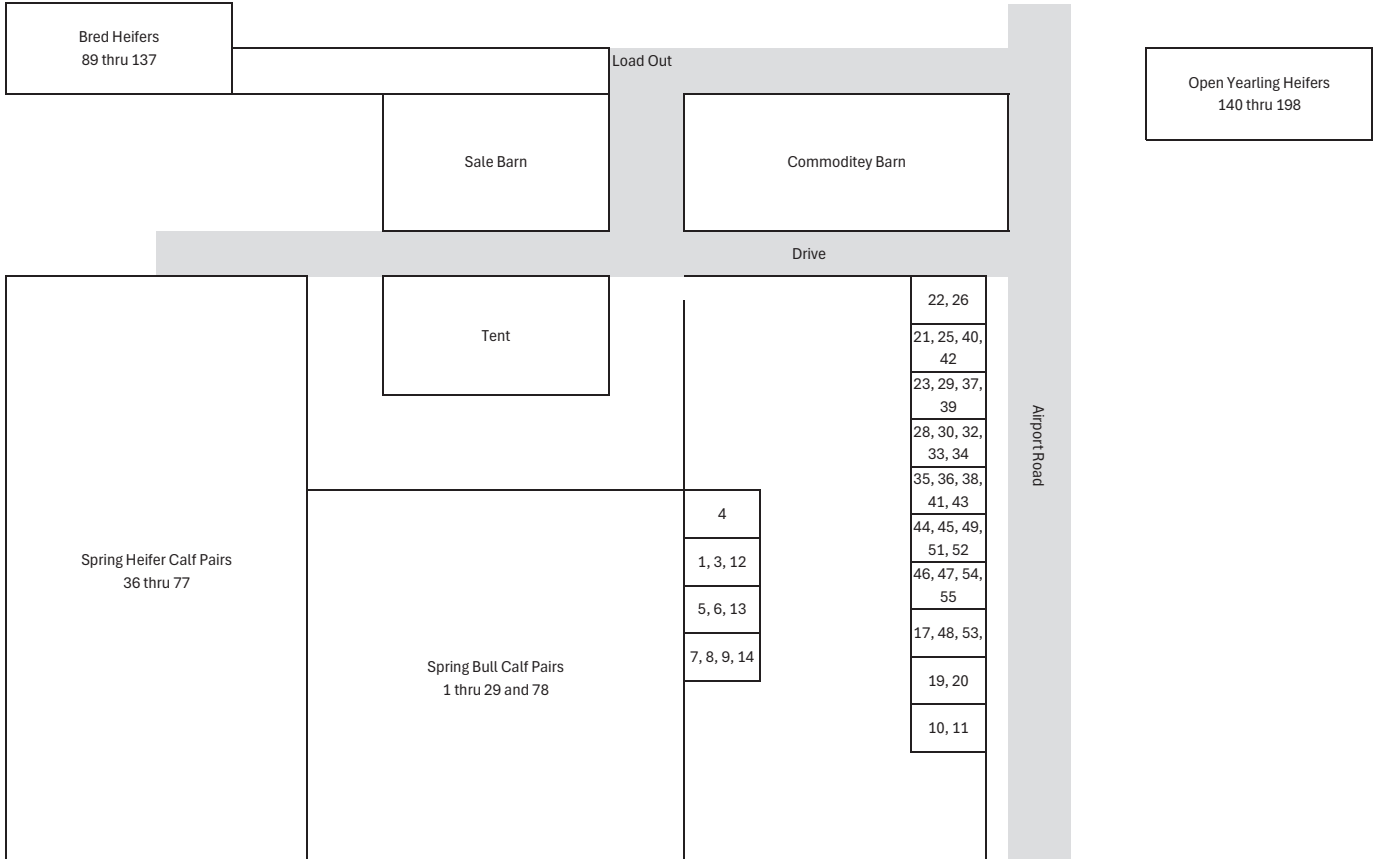 Bred Heifers
89 thru 137
Load Out
Open Yearling Heifers
140 thru 198
Sale Barn
Commoditey Barn
Drive
Tent
22, 26
21, 25, 40,
42
23, 29, 37,
39
28, 30, 32,
33, 34
35, 36, 38,
41, 43
44, 45, 49,
51, 52
46, 47, 54,
55
17, 48, 53,
19, 20
10, 11
Airport Road
4
1, 3, 12
5, 6, 13
7, 8, 9, 14
Spring Heifer Calf Pairs
36 thru 77
Spring Bull Calf Pairs
1 thru 29 and 78